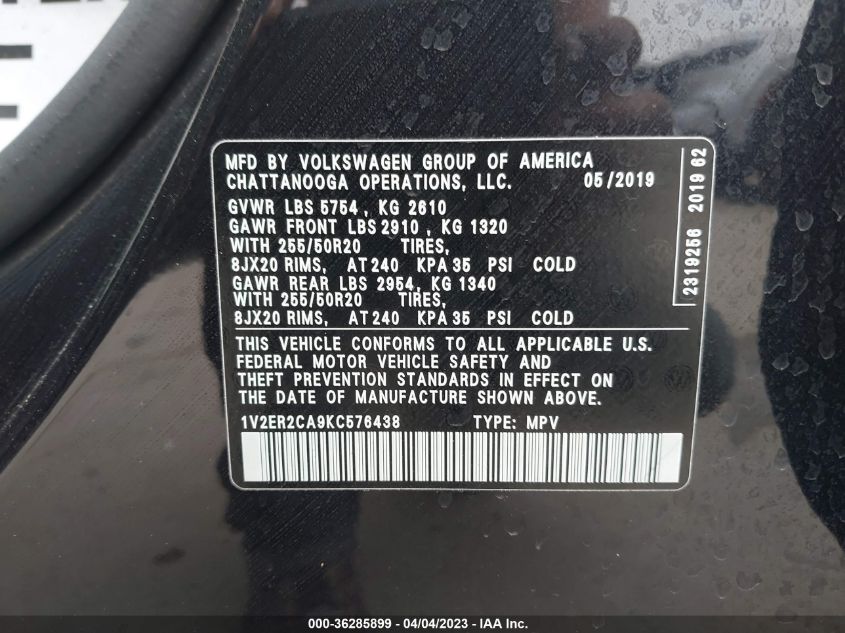 MFD BY VOLKSWAGEN GROUP OF AMERICA
CHATTANOOGA OPERATIONS, LLC. 05/2019
GVWR LBS 5754 , KG 2610
GAWR FRONT LBS 2910 , KG 1320
WITH 255/50R20 TIRES,
8JX20 RIMS, AT 240 KPA 35 PSI COLD
GAWR REAR LBS 2954, KG 1340
WITH 255/50R20 TIRES,
8JX20 RIMS, AT 240 KPA 35 PSI COLD
THIS VEHICLE CONFORMS TO ALL APPLICABLE U.S.
FEDERAL MOTOR VEHICLE SAFETY AND
THEFT PREVENTION STANDARDS IN EFFECT ON
THE DATE OF MANUFACTURE SHOWN ABOVE.
1V2ER2CA9KC576438 TYPE: MPV
2319256 2019 62
000-36285899 - 04/04/2023 - IAA Inc.